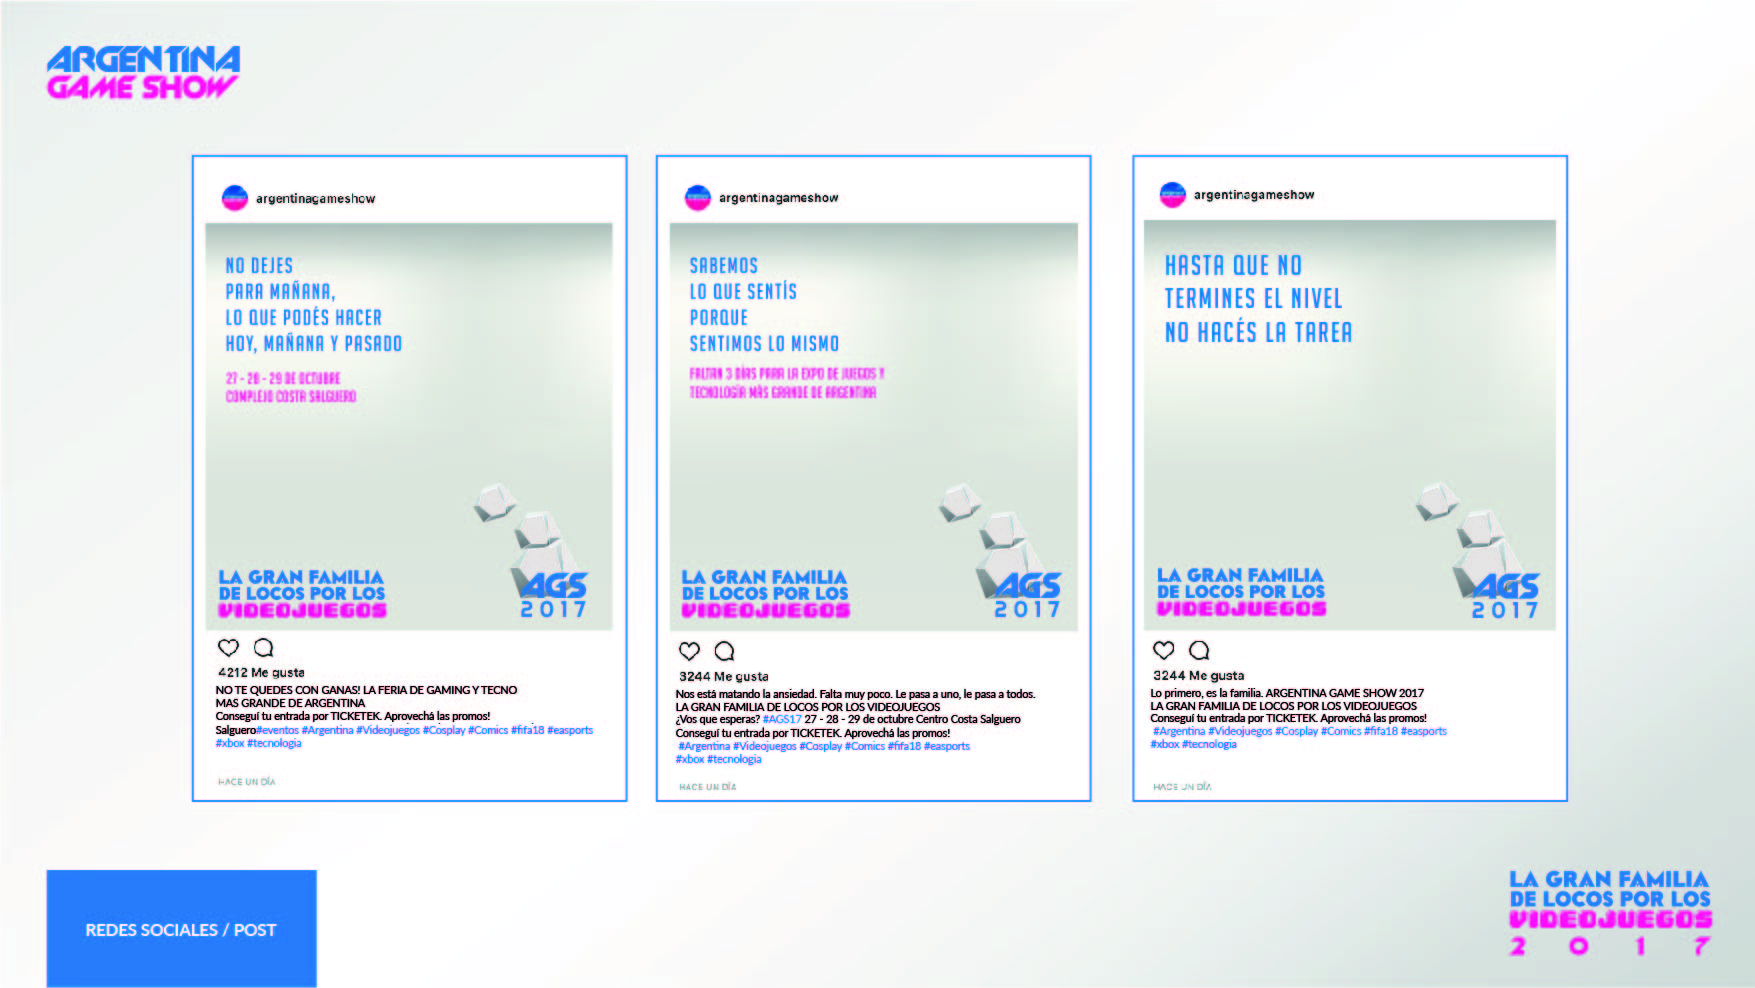 ARGENTINA
GAME SHOW
argentinagameshow
NO DEJES
PARA MAÑANA,
LO QUE PODÉS HACER
HOY, MAÑANA Y PASADO
27 - 28 - 29 DE OCTUBRE
COMPLEJO COSTA SALGUERO
LA GRAN FAMILIA
DE LOCOS POR LOS
VIDEOJUEGOS
AGS
2017
4212 Me gusta
NO TE QUEDES CON GANAS! LA FERIA DE GAMING Y TECNO
MAS GRANDE DE ARGENTINA
Conseguí tu entrada por TICKETEK. Aprovechá las promos!
Salguero#eventos #Argentina #Videojuegos #Cosplay #Comics #fifa18 #easports
#xbox #tecnologia
HACE UN DÍA
argentinagameshow
SABEMOS
LO QUE SENTÍS
PORQUE
SENTIMOS LO MISMO
FALTAN 3 DÍAS PARA LA EXPO DE JUEGOS Y
TECNOLOGÍA MÁS GRANDE DE ARGENTINA
LA GRAN FAMILIA
DE LOCOS POR LOS
VIDEOJUEGOS
AGS
2017
3244 Me gusta
Nos está matando la ansiedad. Falta muy poco. Le pasa a uno, le pasa a todos.
LA GRAN FAMILIA DE LOCOS POR LOS VIDEOJUEGOS
¿Vos que esperas? #AGS17 27 - 28 - 29 de octubre Centro Costa Salguero
Conseguí tu entrada por TICKETEK. Aprovechá las promos!
#Argentina #Videojuegos #Cosplay #Comics #fifa18 #easports
#xbox #tecnologia
HACE UN DÍA
argentinagameshow
HASTA QUE NO
TERMINES EL NIVEL
NO HACÉS LA TAREA
LA GRAN FAMILIA
DE LOCOS POR LOS
VIDEOJUEGOS
AGS
2017
3244 Me gusta
Lo primero, es la familia. ARGENTINA GAME SHOW 2017
LA GRAN FAMILIA DE LOCOS POR LOS VIDEOJUEGOS
Conseguí tu entrada por TICKETEK. Aprovechá las promos!
#Argentina #Videojuegos #Cosplay #Comics #fifa18 #easports
#xbox #tecnologia
HACE UN DÍA
REDES SOCIALES / POST
LA GRAN FAMILIA
DE LOCOS POR LOS
VIDEOJUEGOS
2017